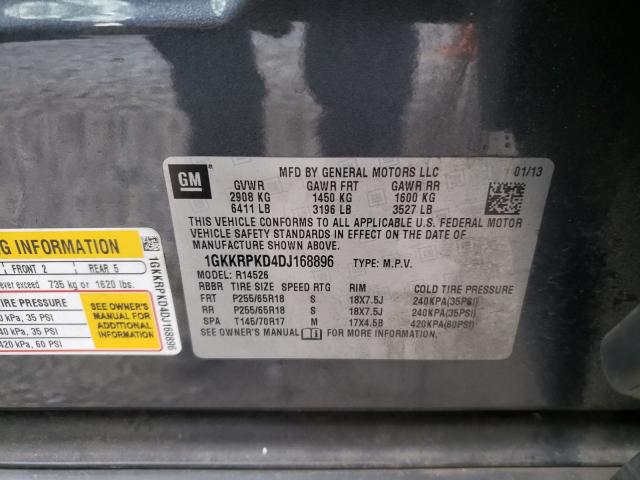 GM
MFD BY GENERAL MOTORS LLC 01/13
GVWR GAWR FRT GAWR RR
2908 KG 1450 KG 1600 KG
6411 LB 3196 LB 3527 LB
THIS VEHICLE CONFORMS TO ALL APPLICABLE U.S. FEDERAL MOTOR
VEHICLE SAFETY STANDARDS IN EFFECT ON THE DATE OF
MANUFACTURE SHOWN ABOVE.
1GKKRPKD4DJ168896 TYPE: M.P.V.
MODEL: R14526
RBBR TIRE SIZE SPEED RTG RIM COLD TIRE PRESSURE
FRT P255/65R18 S 18X7.5J 240KPA(35PSI)
RR P255/65R18 S 18X7.5J 240KPA(35PSI)
SPA T145/70R17 M 17X4.5B 420KPA(60PSI)
SEE OWNER'S MANUAL FOR MORE INFORMATION.
INFORMATION
FRONT 2 REAR 5
exceed 735 kg or 1620 lbs.
TIRE PRESSURE
kPa, 35 PSI
kPa, 35 PSI
420 kPa, 60 PSI
SEE OWNER'S
MANUAL FOR
ADDITIONAL
INFORMATION
1GKKRPKD4DJ168896